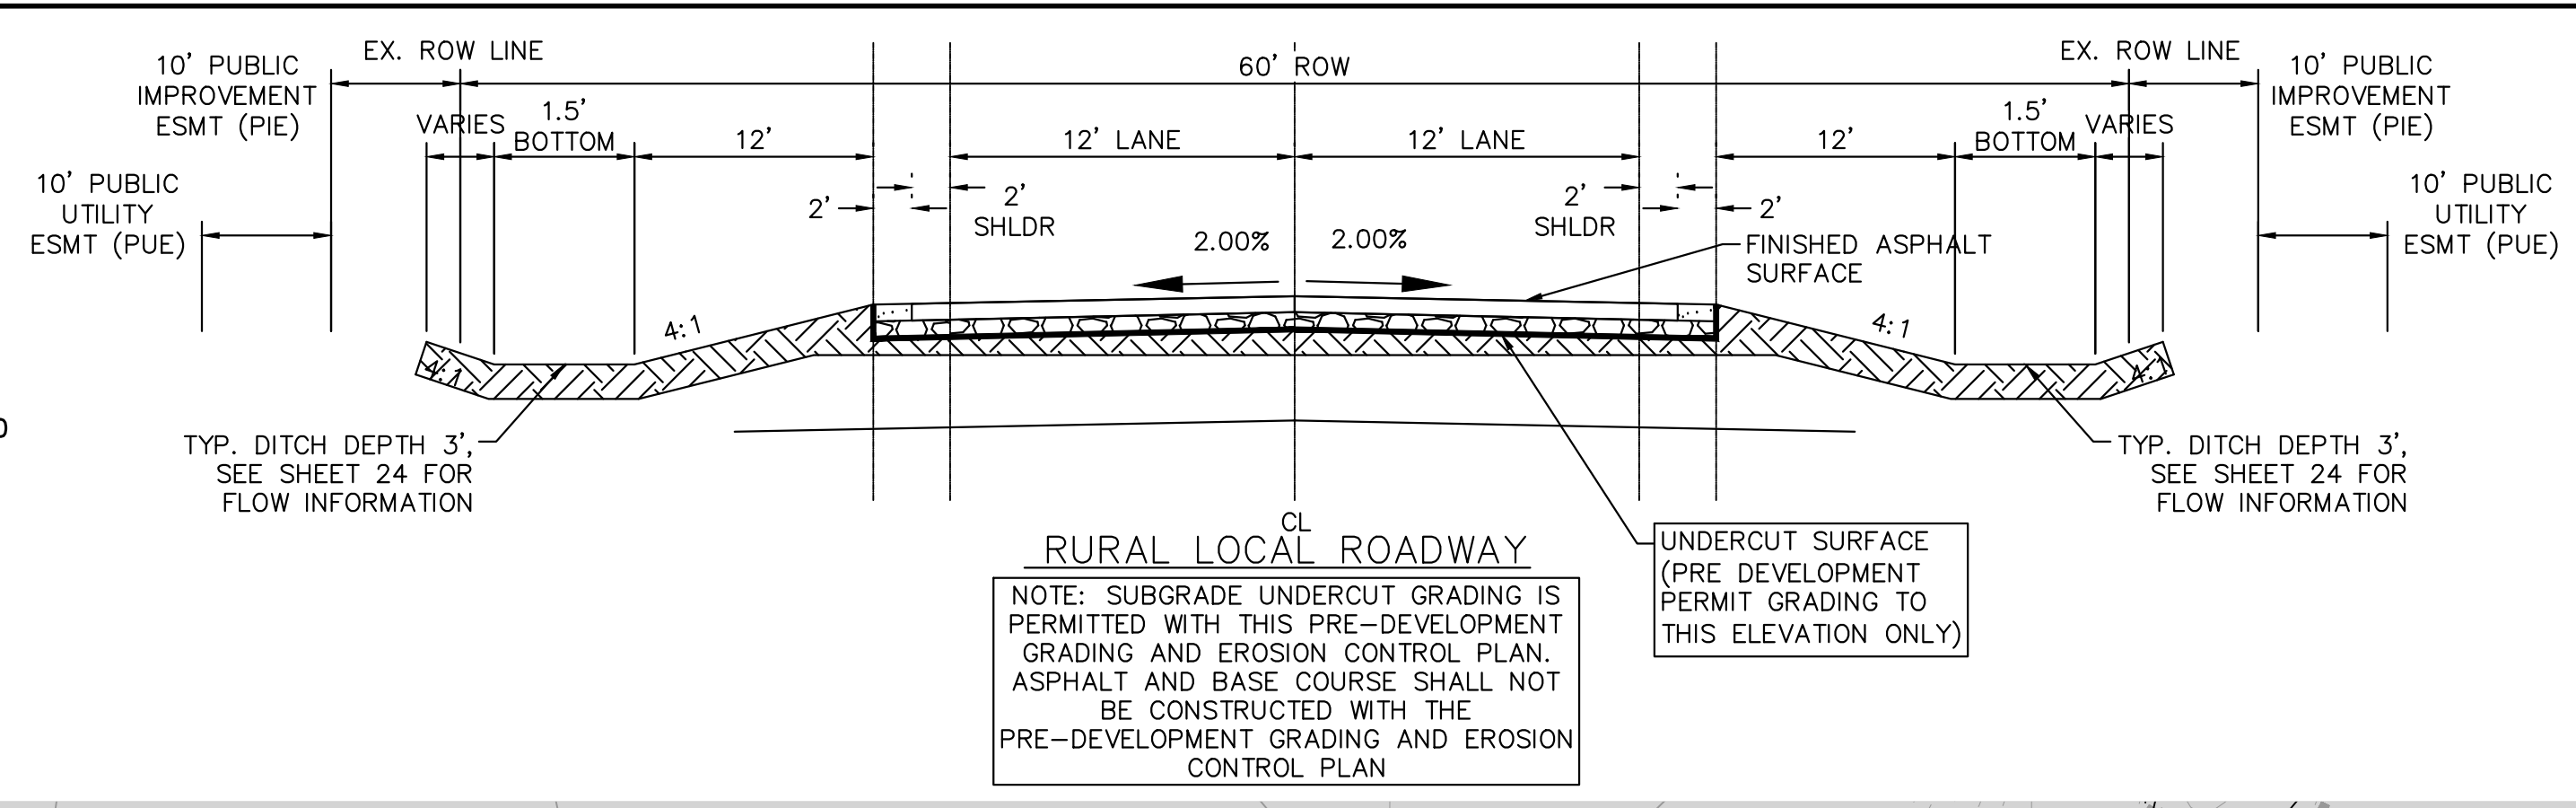 10' PUBLIC
IMPROVEMENT
ESMT (PIE)
EX. ROW LINE
60' ROW
EX. ROW LINE
10' PUBLIC
IMPROVEMENT
ESMT (PIE)
VARIES
1.5'
BOTTOM
12'
12' LANE
12' LANE
12'
1.5'
BOTTOM
VARIES
10' PUBLIC
UTILITY
ESMT (PUE)
2'
2'
SHLDR
2'
SHLDR
2'
10' PUBLIC
UTILITY
ESMT (PUE)
2.00%
2.00%
FINISHED ASPHALT
SURFACE
4:1
4:1
4:1
4:1
TYP. DITCH DEPTH 3',
SEE SHEET 24 FOR
FLOW INFORMATION
TYP. DITCH DEPTH 3',
SEE SHEET 24 FOR
FLOW INFORMATION
CL
RURAL LOCAL ROADWAY
UNDERCUT SURFACE
(PRE DEVELOPMENT
PERMIT GRADING TO
THIS ELEVATION ONLY)
NOTE: SUBGRADE UNDERCUT GRADING IS
PERMITTED WITH THIS PRE-DEVELOPMENT
GRADING AND EROSION CONTROL PLAN.
ASPHALT AND BASE COURSE SHALL NOT
BE CONSTRUCTED WITH THE
PRE-DEVELOPMENT GRADING AND EROSION
CONTROL PLAN